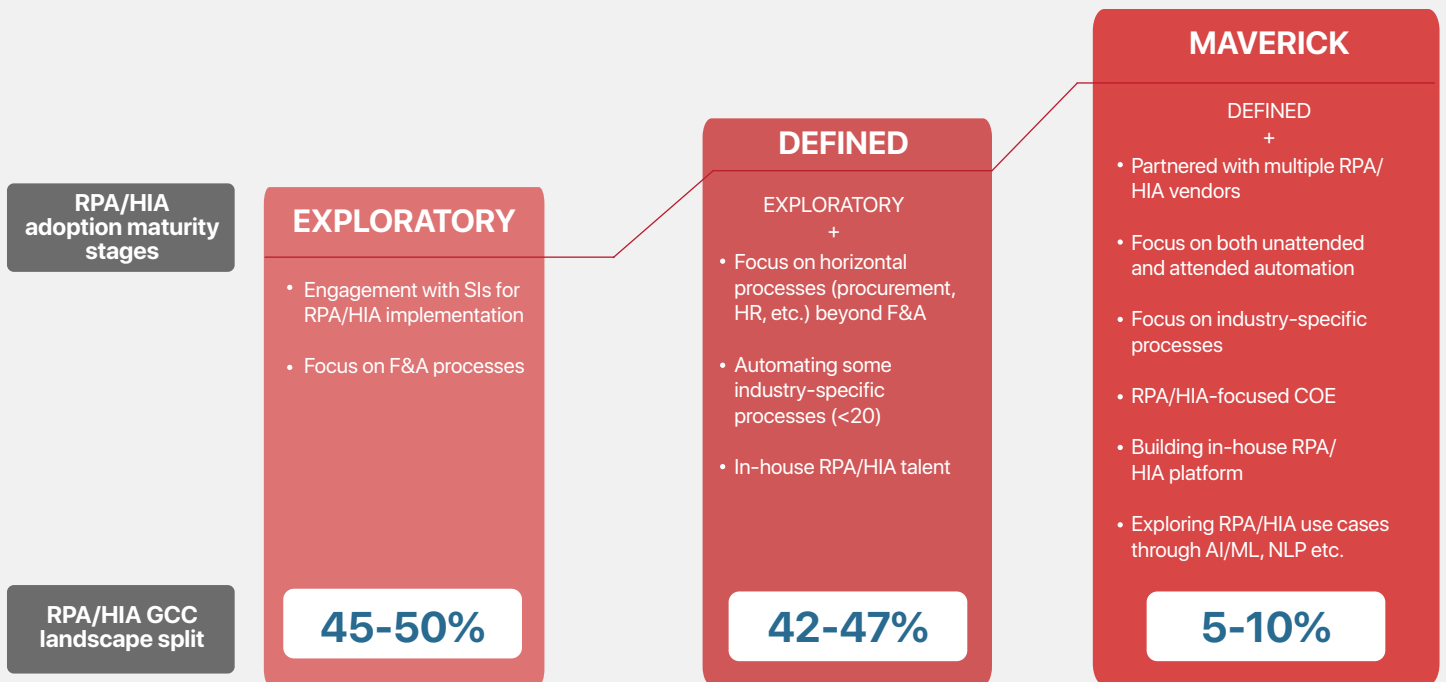 RPA/HIA
adoption maturity
stages
EXPLORATORY
• Engagement with SIs for
RPA/HIA implementation
• Focus on F&A processes
DEFINED
EXPLORATORY
+
• Focus on horizontal
processes (procurement,
HR, etc.) beyond F&A
• Automating some
industry-specific
processes (<20)
• In-house RPA/HIA talent
MAVERICK
DEFINED
+
• Partnered with multiple RPA/
HIA vendors
• Focus on both unattended
and attended automation
• Focus on industry-specific
processes
• RPA/HIA-focused COE
• Building in-house RPA/
HIA platform
• Exploring RPA/HIA use cases
through AI/ML, NLP etc.
RPA/HIA GCC
landscape split
45-50%
42-47%
5-10%